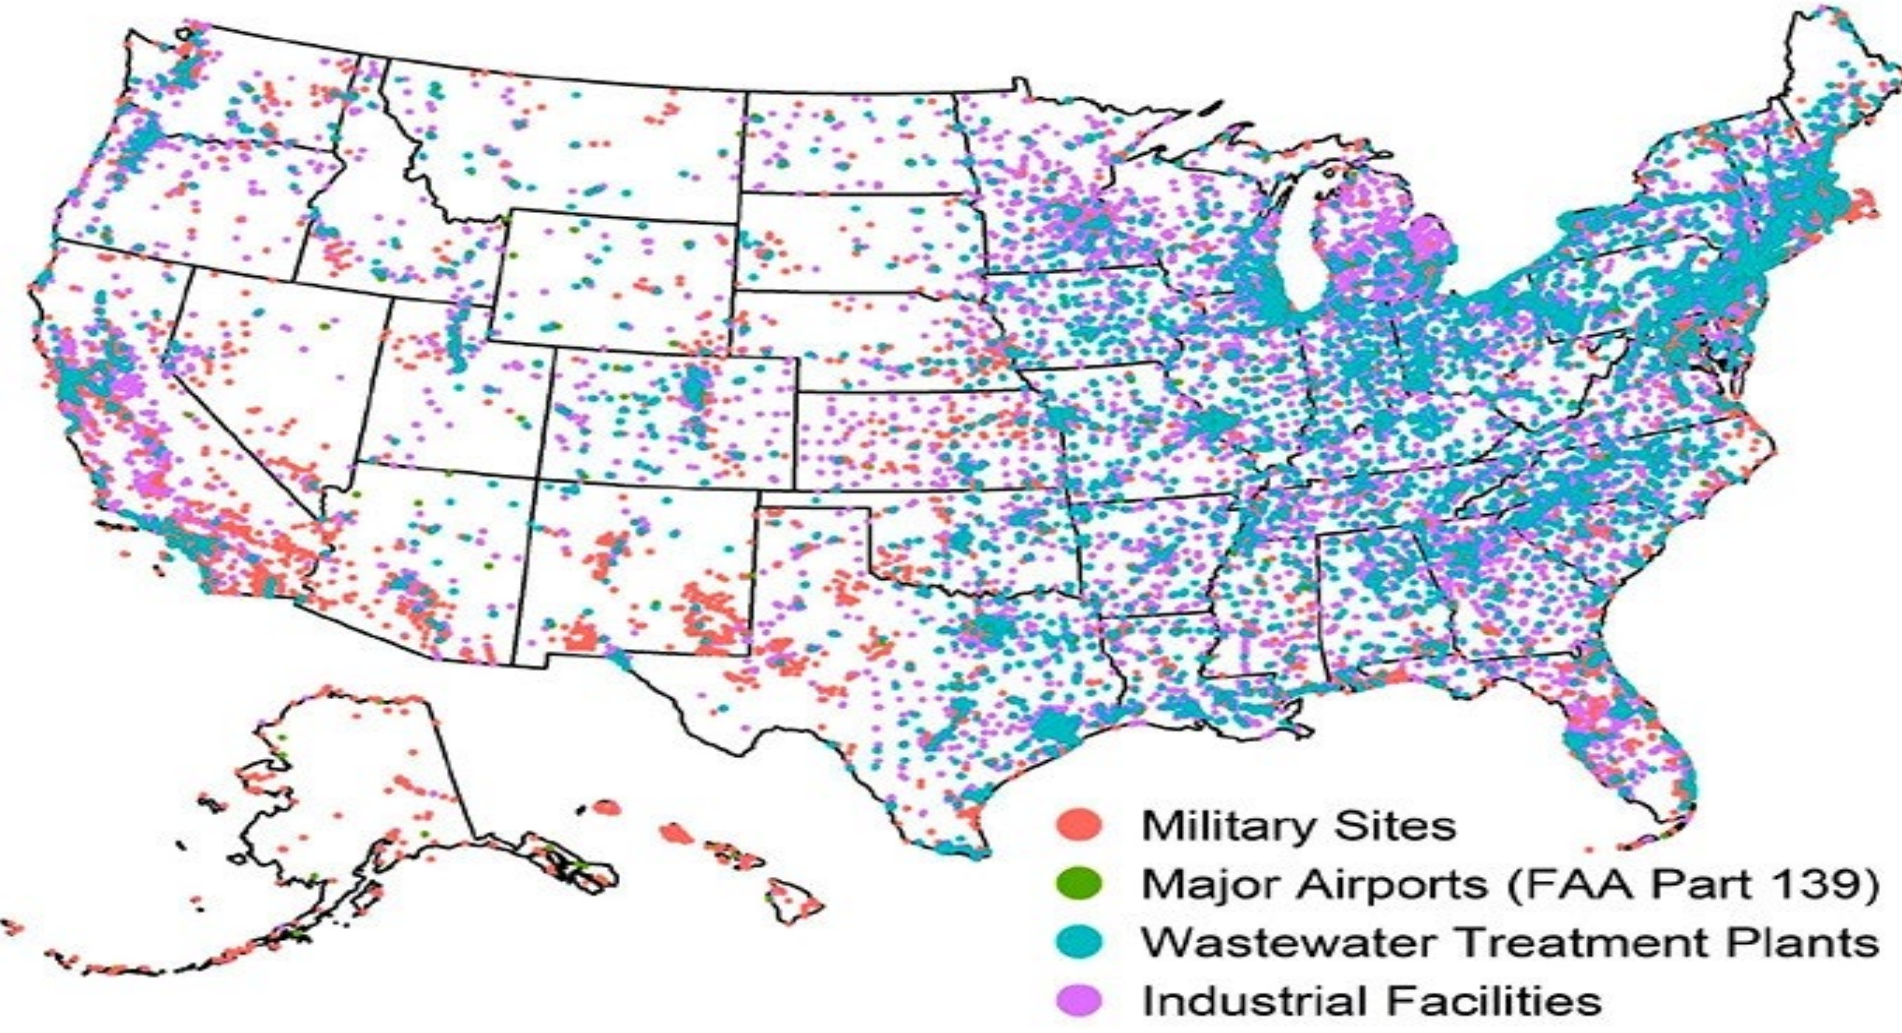 Military Sites
Major Airports (FAA Part 139)
Wastewater Treatment Plants
Industrial Facilities